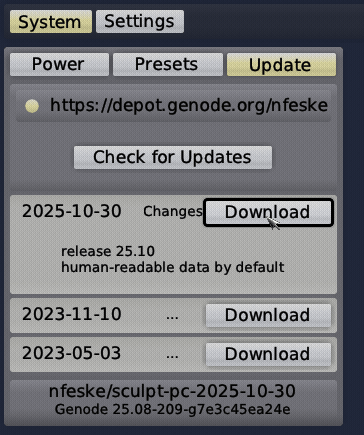 System Settings
Power Presets Update
https://depot.genode.org/nfeske
Check for Updates
2025-10-30 Changes Download
release 25.10
human-readable data by default
2023-11-10 ... Download
2023-05-03 ... Download
nfeske/sculpt-pc-2025-10-30
Genode 25.08-209-g7e3c45ea24e